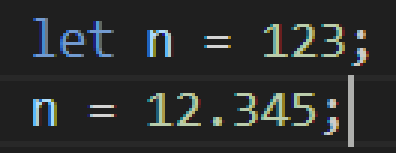 let n = 123;
n = 12.345;